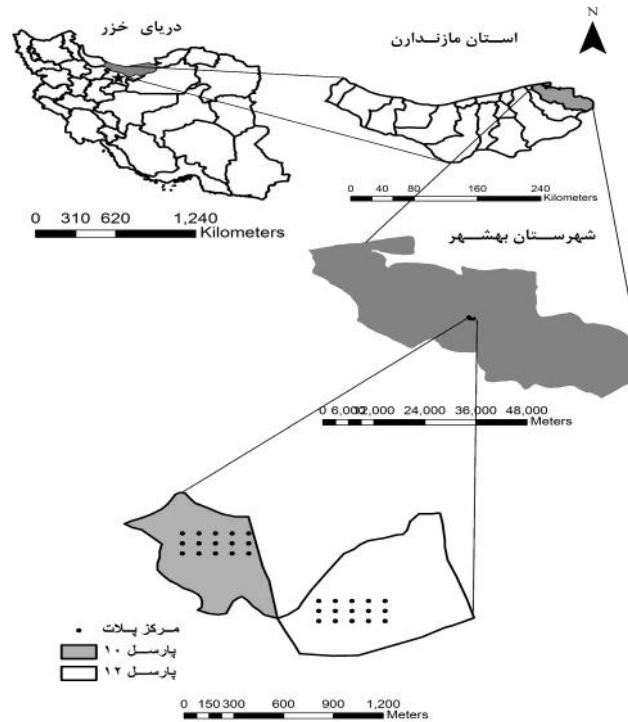 دریای خزر
استان مازندارن
N
0 310 620 1,240
Kilometers
0 20 40 80 160 240
Kilometers
شهرستان بهشهر
0 6,000 12,000 24,000 36,000 48,000
Meters
مرکز پلات
پارسل ۱۰
پارسل ۱۲
0 150 300 600 900 1,200
Meters